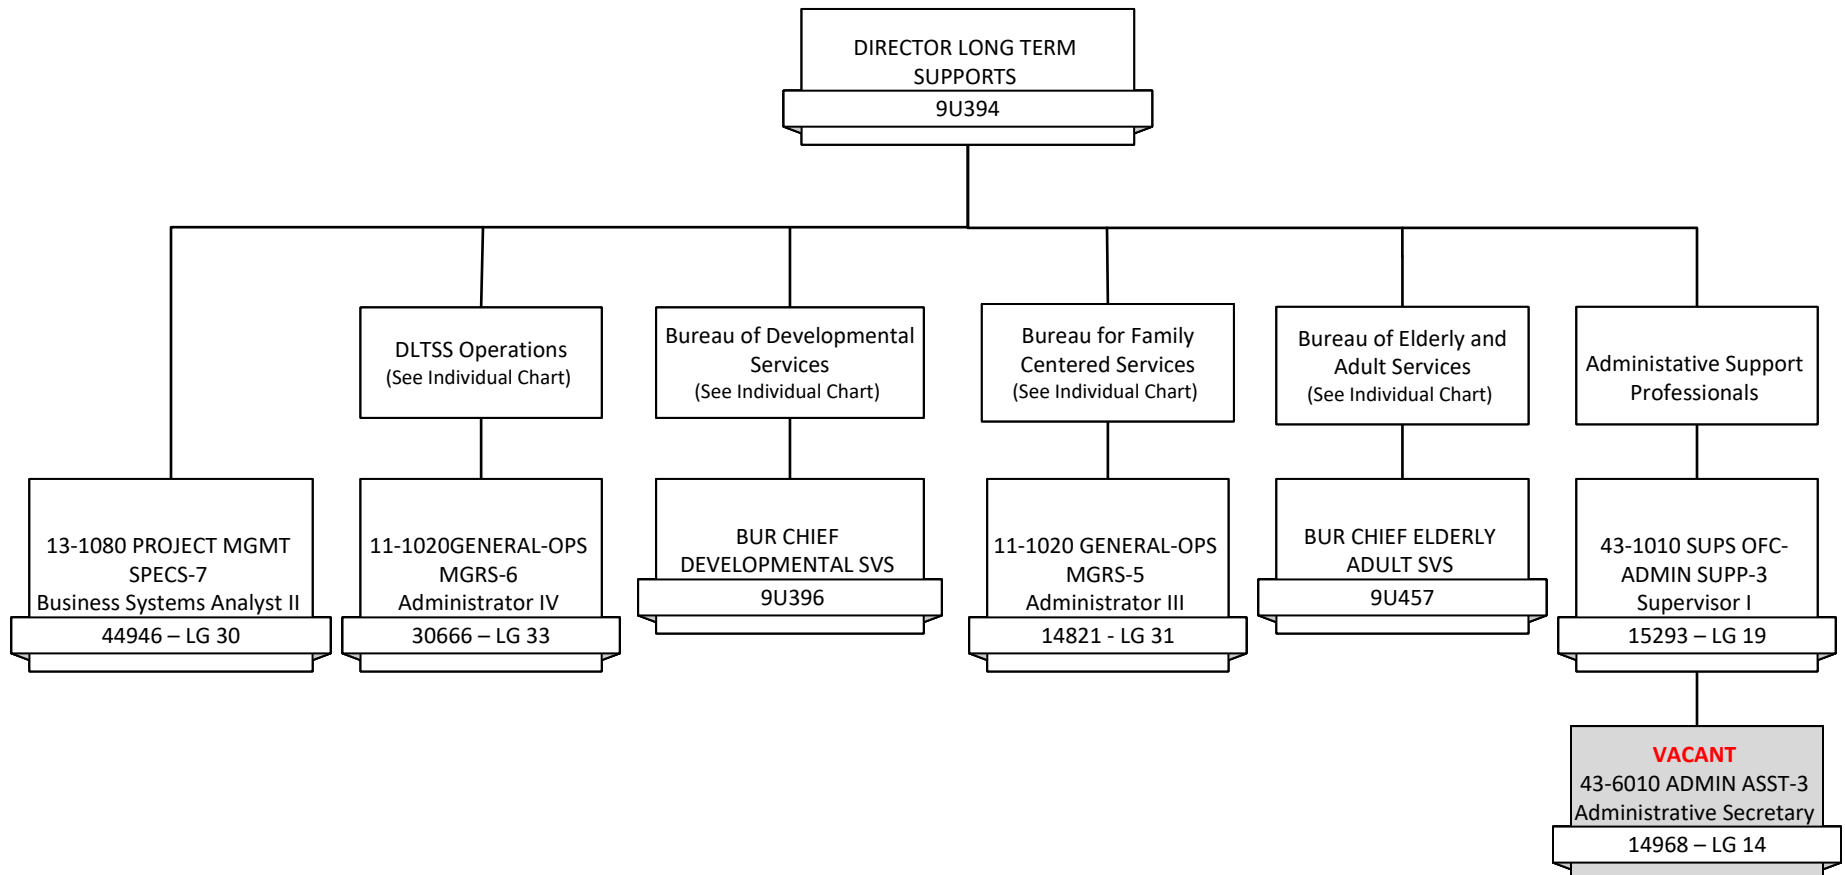 DIRECTOR LONG TERM
SUPPORTS
9U394
DLTSS Operations
(See Individual Chart)
Bureau of Developmental
Services
(See Individual Chart)
Bureau for Family
Centered Services
(See Individual Chart)
Bureau of Elderly and
Adult Services
(See Individual Chart)
Administative Support
Professionals
13-1080 PROJECT MGMT
SPECS-7
Business Systems Analyst II
44946 – LG 30
11-1020GENERAL-OPS
MGRS-6
Administrator IV
30666 – LG 33
BUR CHIEF
DEVELOPMENTAL SVS
9U396
11-1020 GENERAL-OPS
MGRS-5
Administrator III
14821 - LG 31
BUR CHIEF ELDERLY
ADULT SVS
9U457
43-1010 SUPS OFC-
ADMIN SUPP-3
Supervisor I
15293 – LG 19
VACANT
43-6010 ADMIN ASST-3
Administrative Secretary
14968 – LG 14